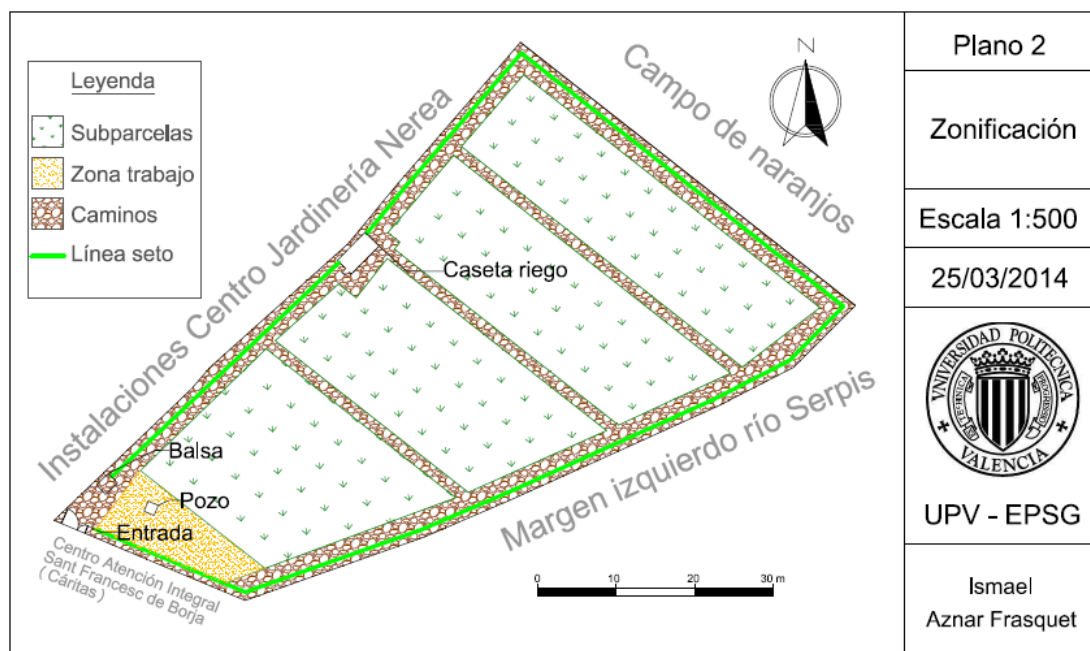 Leyenda
Subparcelas
Zona trabajo
Caminos
Línea seto
Instalaciones Centro Jardinería Nerea
Campo de naranjos
N
Caseta riego
Margen izquierdo río Serpis
Balsa
Pozo
Entrada
Centro Atención Integral
Sant Francesc de Borja
( Cáritas )
0 10 20 30 m
Plano 2
Zonificación
Escala 1:500
25/03/2014
VNIVERSIDAD POLITECNICA
VALENCIA
UPV - EPSG
Ismael
Aznar Frasquet